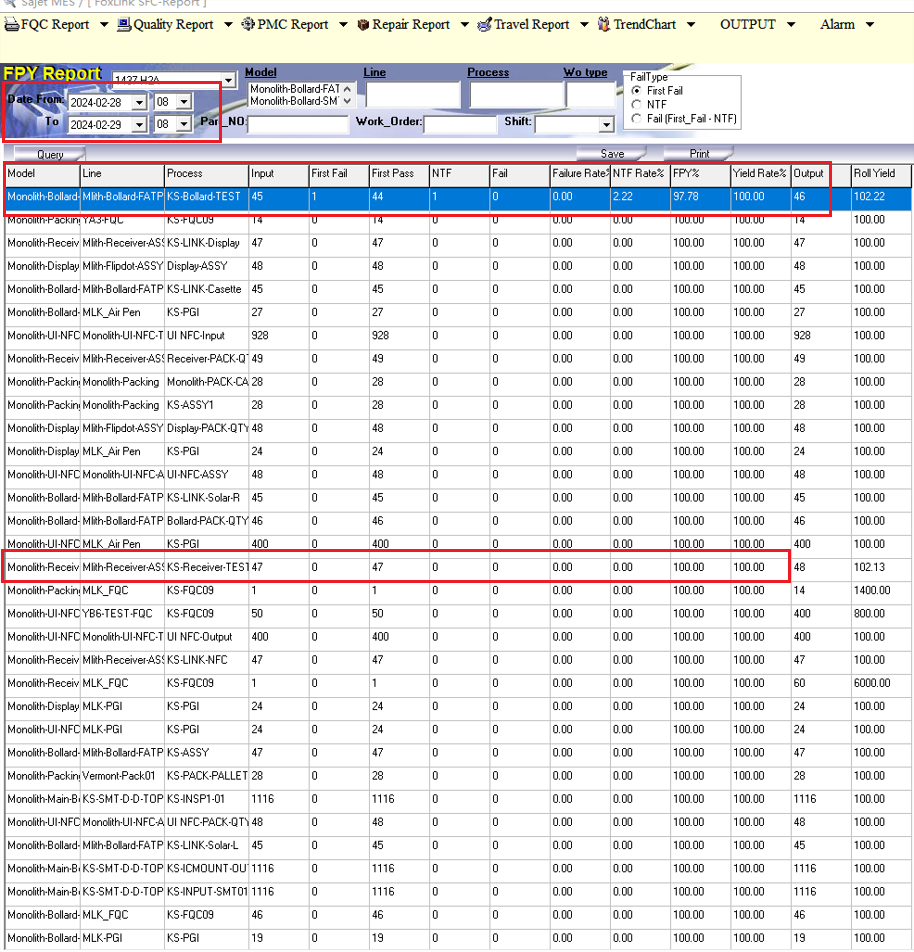 Sajet MES / [ FoxLink SFC-Report ]
FQC Report Quality Report PMC Report Repair Report Travel Report TrendChart OUTPUT Alarm
FPY Report 1437 H2A Model Line Process Wo type FailType
Monolith-Bollard-FAT First Fail
Date From: 2024-02-28 08 Monolith-Bollard-SM NTF
To 2024-02-29 08 Part_NO: Work_Order: Shift: Fail (First_Fail - NTF)
Query Save Print
Model Line Process Input First Fail First Pass NTF Fail Failure Rate% NTF Rate% FPY% Yield Rate% Output Roll Yield
Monolith-Bollard- Mlith-Bollard-FATP KS-Bollard-TEST 45 1 44 1 0 0.00 2.22 97.78 100.00 46 102.22
Monolith-Packing YA3-FQC KS-FQC09 14 0 14 0 0 0.00 0.00 100.00 100.00 14 100.00
Monolith-Receiv Mlith-Receiver-ASS KS-LINK-Display 47 0 47 0 0 0.00 0.00 100.00 100.00 47 100.00
Monolith-Display Mlith-Flipdot-ASSY Display-ASSY 48 0 48 0 0 0.00 0.00 100.00 100.00 48 100.00
Monolith-Bollard- Mlith-Bollard-FATP KS-LINK-Casette 45 0 45 0 0 0.00 0.00 100.00 100.00 45 100.00
Monolith-Bollard- MLK_Air Pen KS-PGI 27 0 27 0 0 0.00 0.00 100.00 100.00 27 100.00
Monolith-UI-NFC Monolith-UI-NFC-T UI NFC-Input 928 0 928 0 0 0.00 0.00 100.00 100.00 928 100.00
Monolith-Receiv Mlith-Receiver-ASS Receiver-PACK-QT 49 0 49 0 0 0.00 0.00 100.00 100.00 49 100.00
Monolith-Packing Monolith-Packing Monolith-PACK-CA 28 0 28 0 0 0.00 0.00 100.00 100.00 28 100.00
Monolith-Packing Monolith-Packing KS-ASSY1 28 0 28 0 0 0.00 0.00 100.00 100.00 28 100.00
Monolith-Display Mlith-Flipdot-ASSY Display-PACK-QTY 48 0 48 0 0 0.00 0.00 100.00 100.00 48 100.00
Monolith-Display MLK_Air Pen KS-PGI 24 0 24 0 0 0.00 0.00 100.00 100.00 24 100.00
Monolith-UI-NFC Monolith-UI-NFC-A UI-NFC-ASSY 48 0 48 0 0 0.00 0.00 100.00 100.00 48 100.00
Monolith-Bollard- Mlith-Bollard-FATP KS-LINK-Solar-R 45 0 45 0 0 0.00 0.00 100.00 100.00 45 100.00
Monolith-Bollard- Mlith-Bollard-FATP Bollard-PACK-QTY 46 0 46 0 0 0.00 0.00 100.00 100.00 46 100.00
Monolith-UI-NFC MLK_Air Pen KS-PGI 400 0 400 0 0 0.00 0.00 100.00 100.00 400 100.00
Monolith-Receiv Mlith-Receiver-ASS KS-Receiver-TEST 47 0 47 0 0 0.00 0.00 100.00 100.00 48 102.13
Monolith-Packing MLK_FQC KS-FQC09 1 0 1 0 0 0.00 0.00 100.00 100.00 14 1400.00
Monolith-UI-NFC YB6-TEST-FQC KS-FQC09 50 0 50 0 0 0.00 0.00 100.00 100.00 400 800.00
Monolith-UI-NFC Monolith-UI-NFC-T UI NFC-Output 400 0 400 0 0 0.00 0.00 100.00 100.00 400 100.00
Monolith-Receiv Mlith-Receiver-ASS KS-LINK-NFC 47 0 47 0 0 0.00 0.00 100.00 100.00 47 100.00
Monolith-Receiv MLK_FQC KS-FQC09 1 0 1 0 0 0.00 0.00 100.00 100.00 60 6000.00
Monolith-Display MLK-PGI KS-PGI 24 0 24 0 0 0.00 0.00 100.00 100.00 24 100.00
Monolith-UI-NFC MLK-PGI KS-PGI 24 0 24 0 0 0.00 0.00 100.00 100.00 24 100.00
Monolith-Bollard- Mlith-Bollard-FATP KS-ASSY 47 0 47 0 0 0.00 0.00 100.00 100.00 47 100.00
Monolith-Packing Vermont-Pack01 KS-PACK-PALLET 28 0 28 0 0 0.00 0.00 100.00 100.00 28 100.00
Monolith-Main-Bo KS-SMT-D-D-TOP KS-INSP1-01 1116 0 1116 0 0 0.00 0.00 100.00 100.00 1116 100.00
Monolith-UI-NFC Monolith-UI-NFC-A UI NFC-PACK-QTY 48 0 48 0 0 0.00 0.00 100.00 100.00 48 100.00
Monolith-Bollard- Mlith-Bollard-FATP KS-LINK-Solar-L 45 0 45 0 0 0.00 0.00 100.00 100.00 45 100.00
Monolith-Main-Bo KS-SMT-D-D-TOP KS-ICMOUNT-OU 1116 0 1116 0 0 0.00 0.00 100.00 100.00 1116 100.00
Monolith-Main-Bo KS-SMT-D-D-TOP KS-INPUT-SMT01 1116 0 1116 0 0 0.00 0.00 100.00 100.00 1116 100.00
Monolith-Bollard- MLK_FQC KS-FQC09 46 0 46 0 0 0.00 0.00 100.00 100.00 46 100.00
Monolith-Bollard- MLK-PGI KS-PGI 19 0 19 0 0 0.00 0.00 100.00 100.00 19 100.00